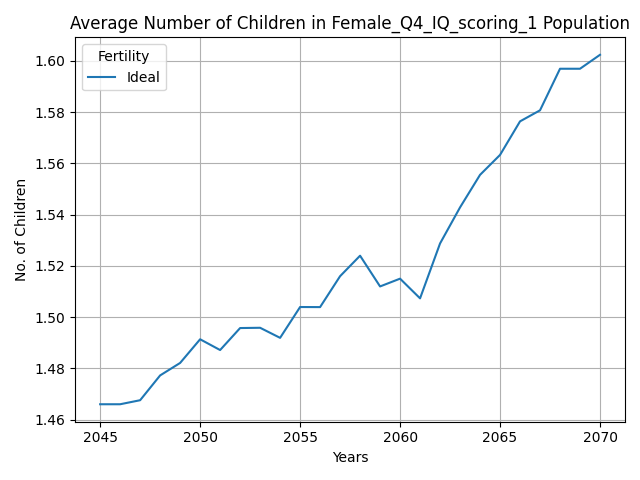 Average Number of Children in Female_Q4_IQ_scoring_1 Population
Fertility
Ideal
No. of Children
1.60
1.58
1.56
1.54
1.52
1.50
1.48
1.46
2045 2050 2055 2060 2065 2070
Years